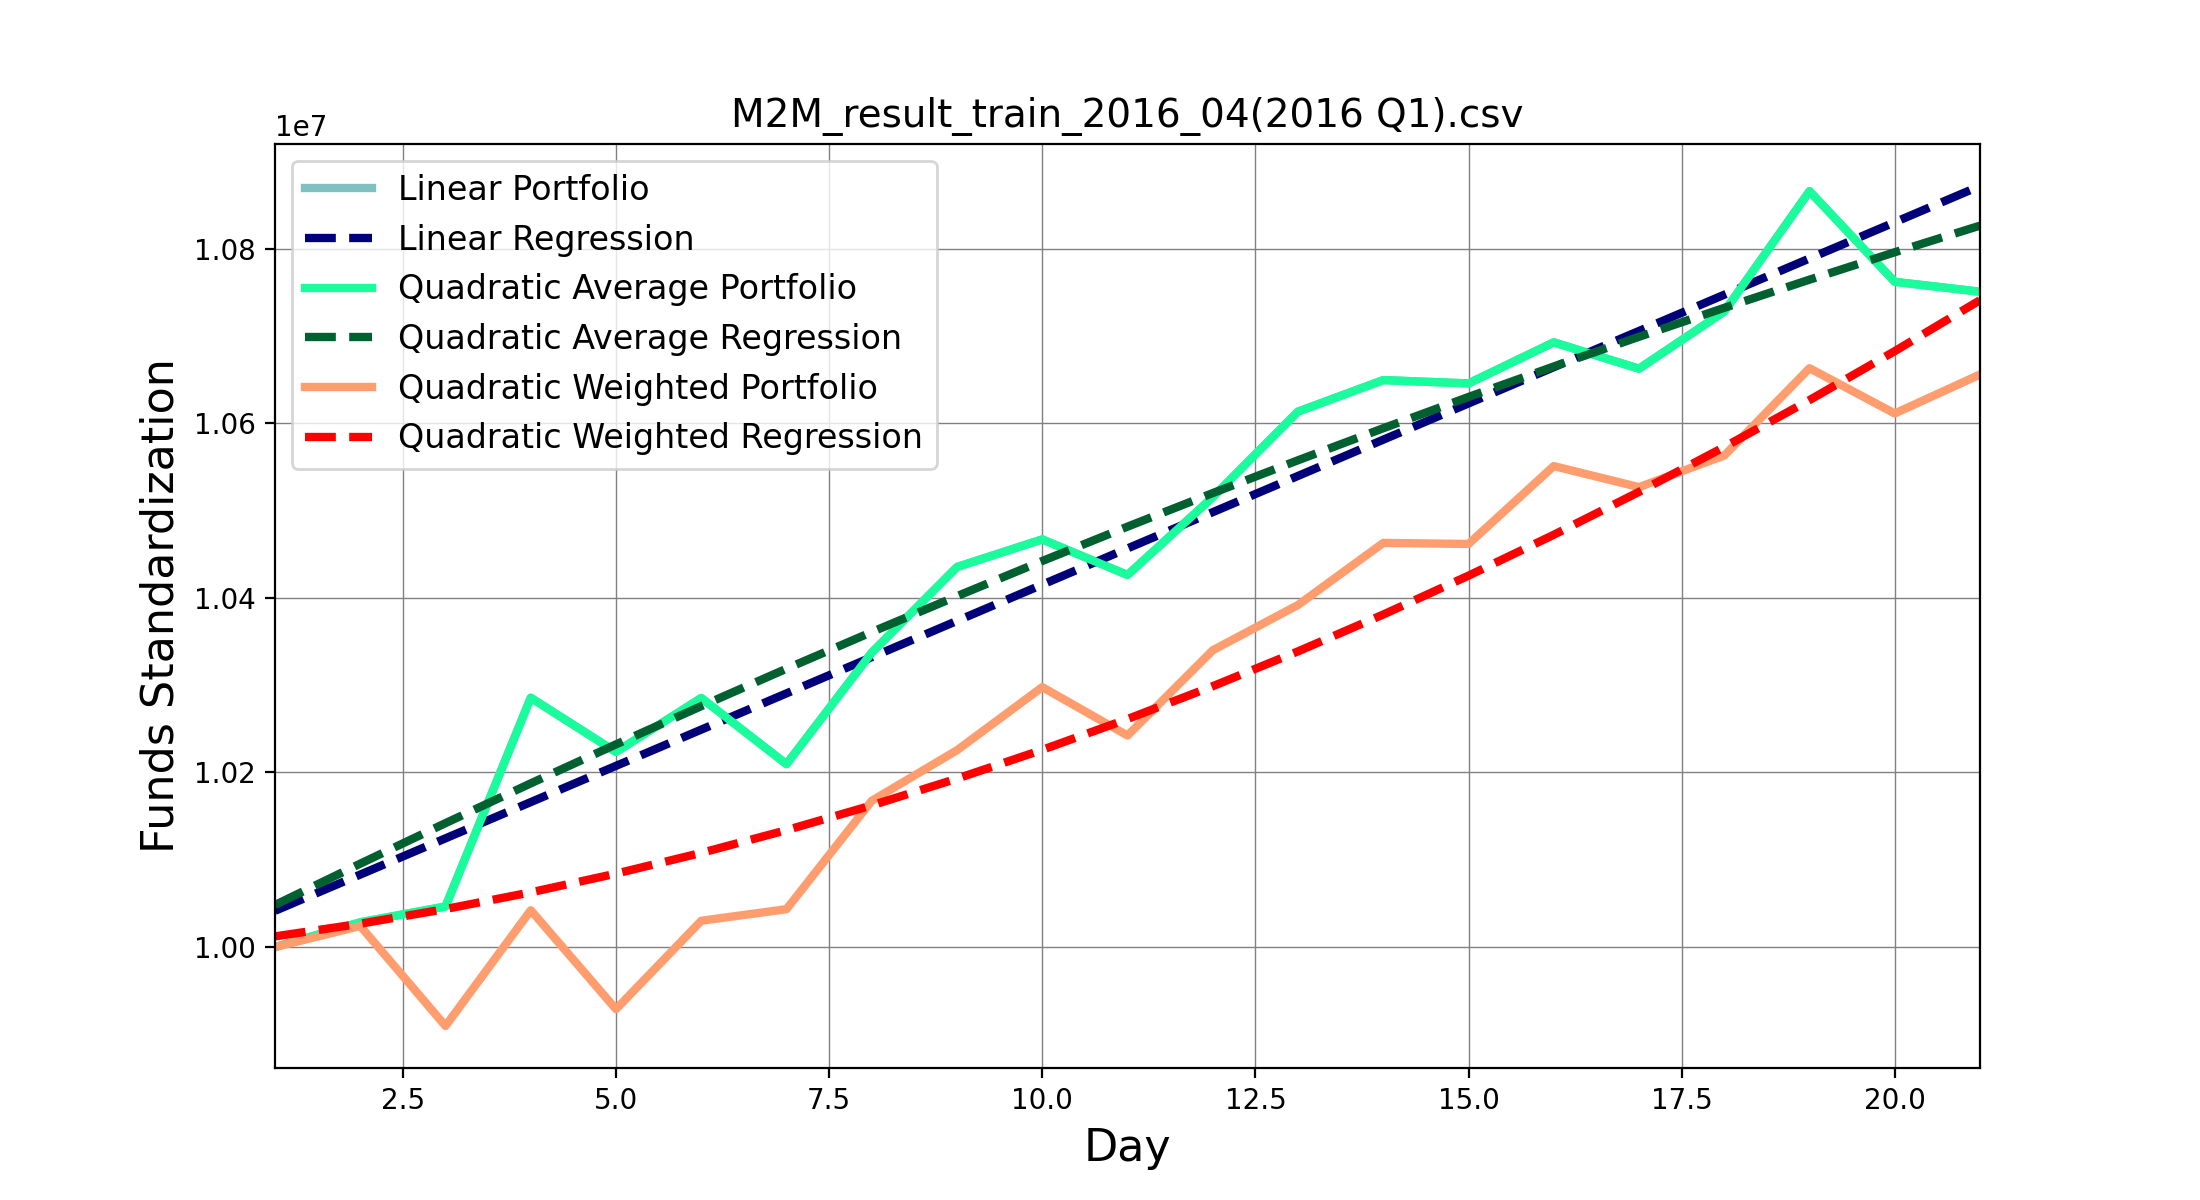 M2M_result_train_2016_04(2016 Q1).csv
1e7
Linear Portfolio
Linear Regression
Quadratic Average Portfolio
Quadratic Average Regression
Quadratic Weighted Portfolio
Quadratic Weighted Regression
1.08
1.06
1.04
1.02
1.00
Funds Standardization
2.5 5.0 7.5 10.0 12.5 15.0 17.5 20.0
Day